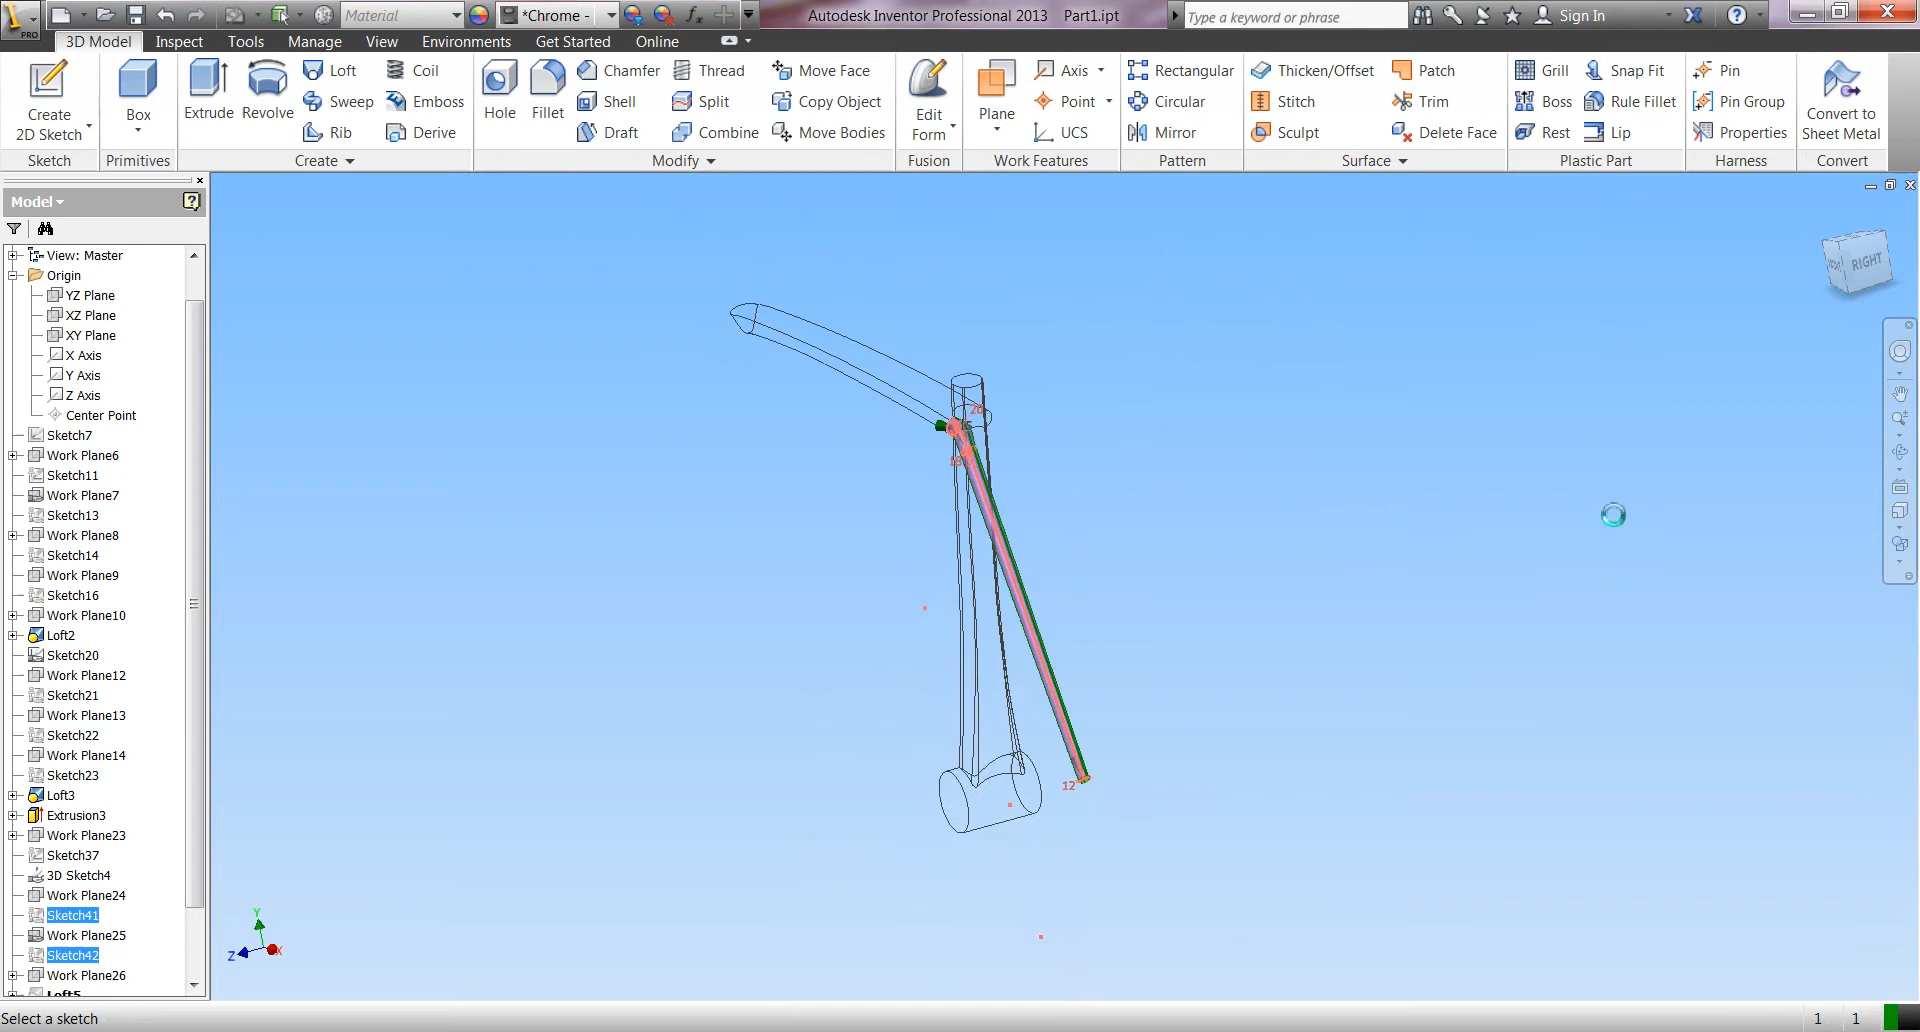 PRO
Material
*Chrome -
Autodesk Inventor Professional 2013 Part1.ipt
Type a keyword or phrase
Sign In
3D Model Inspect Tools Manage View Environments Get Started Online
Create 2D Sketch
Sketch
Box
Primitives
Extrude
Revolve
Loft
Sweep
Rib
Coil
Emboss
Derive
Create
Hole
Fillet
Chamfer
Shell
Draft
Thread
Split
Combine
Move Face
Copy Object
Move Bodies
Modify
Edit Form
Fusion
Plane
Axis
Point
UCS
Work Features
Rectangular
Circular
Mirror
Pattern
Thicken/Offset
Stitch
Sculpt
Patch
Trim
Delete Face
Surface
Grill
Boss
Rest
Snap Fit
Rule Fillet
Lip
Plastic Part
Pin
Pin Group
Properties
Harness
Convert to Sheet Metal
Convert
Model
View: Master
Origin
YZ Plane
XZ Plane
XY Plane
X Axis
Y Axis
Z Axis
Center Point
Sketch7
Work Plane6
Sketch11
Work Plane7
Sketch13
Work Plane8
Sketch14
Work Plane9
Sketch16
Work Plane10
Loft2
Sketch20
Work Plane12
Sketch21
Work Plane13
Sketch22
Work Plane14
Sketch23
Loft3
Extrusion3
Work Plane23
Sketch37
3D Sketch4
Work Plane24
Sketch41
Work Plane25
Sketch42
Work Plane26
Loft5
RIGHT
20
18
12
Y
Z
X
Select a sketch
1 1